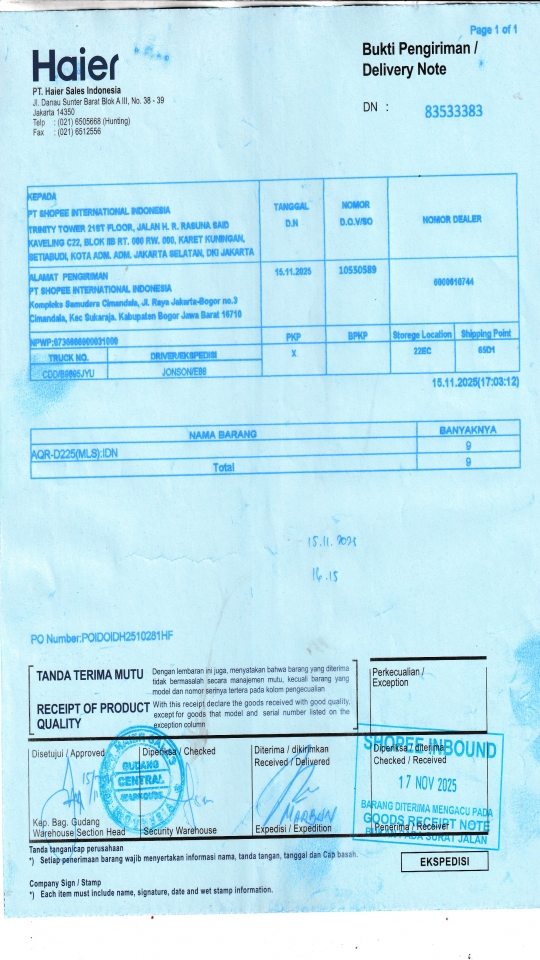 Page 1 of 1
Haier
Bukti Pengiriman /
Delivery Note
PT. Haier Sales Indonesia
Jl. Danau Sunter Barat Blok A III, No. 38 - 39
Jakarta 14350
Telp : (021) 6505668 (Hunting)
Fax : (021) 6512556
DN : 83533383
KEPADA
PT SHOPEE INTERNATIONAL INDONESIA
TRINITY TOWER 21ST FLOOR, JALAN H. R. RASUNA SAID
KAVELING C22, BLOK IIB RT. 000 RW. 000, KARET KUNINGAN,
SETIABUDI, KOTA ADM. ADM. JAKARTA SELATAN, DKI JAKARTA
TANGGAL
D.N
NOMOR
D.O.V/SO
NOMOR DEALER
ALAMAT PENGIRIMAN
PT SHOPEE INTERNATIONAL INDONESIA
Kompleks Samudera Cimandala, Jl. Raya Jakarta-Bogor no.3
Cimandala, Kec Sukaraja. Kabupaten Bogor Jawa Barat 16710
15.11.2025
10550589
6000610744
PKP
BPKP
Storege Location
Shipping Point
X
TRUCK NO.
DRIVER/EKSPEDISI
JONSON/E86
15.11.2025(17:03:12)
NAMA BARANG
BANYAKNYA
AQR-D225(MLS):IDN
9
Total
9
15.11.2025
16.15
PO Number:POIDOIDH2510281HF
TANDA TERIMA MUTU
Dengan lembaran ini juga, menyatakan bahwa barang yang diterima
tidak bermasalah secara manajemen mutu, kecuali barang yang
model dan nomor serinya tertera pada kolom pengecualian
RECEIPT OF PRODUCT
QUALITY
With this receipt declare the goods received with good quality,
except for goods that model and serial number listed on the
exception column
Perkecualian /
Exception
Disetujui / Approved
Diperiksa / Checked
Diterima / dikirimkan
Received / Delivered
Diperiksa / diterima
Checked / Received
GUDANG
CENTRAL
SHOPEE INBOUND
17 NOV 2025
BARANG DITERIMA MENGACU PADA
GOODS RECEIPT NOTE
Kep. Bag. Gudang
Warehouse Section Head
Security Warehouse
Expedisi / Expedition
Penerima / Receiver
Tanda tangan/cap perusahaan
*) Setiap penerimaan barang wajib menyertakan informasi nama, tanda tangan, tanggal dan Cap basah.
EKSPEDISI
Company Sign / Stamp
*) Each item must include name, signature, date and wet stamp information.